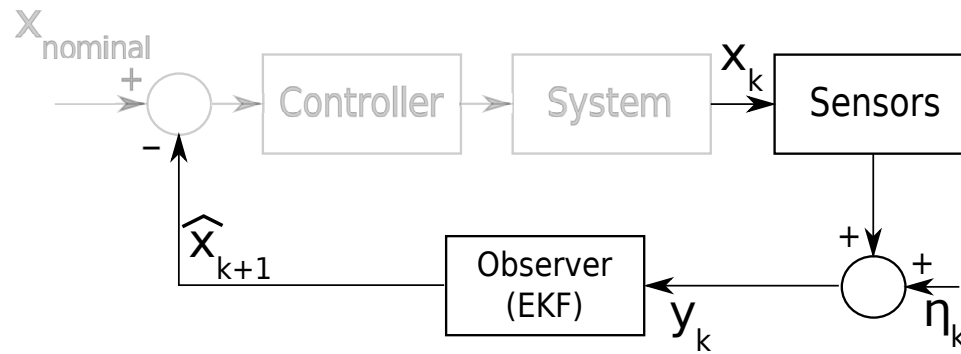 x_nominal
+
−
Controller
System
x_k
Sensors
+
+
η_k
y_k
Observer
(EKF)
x̂_k+1